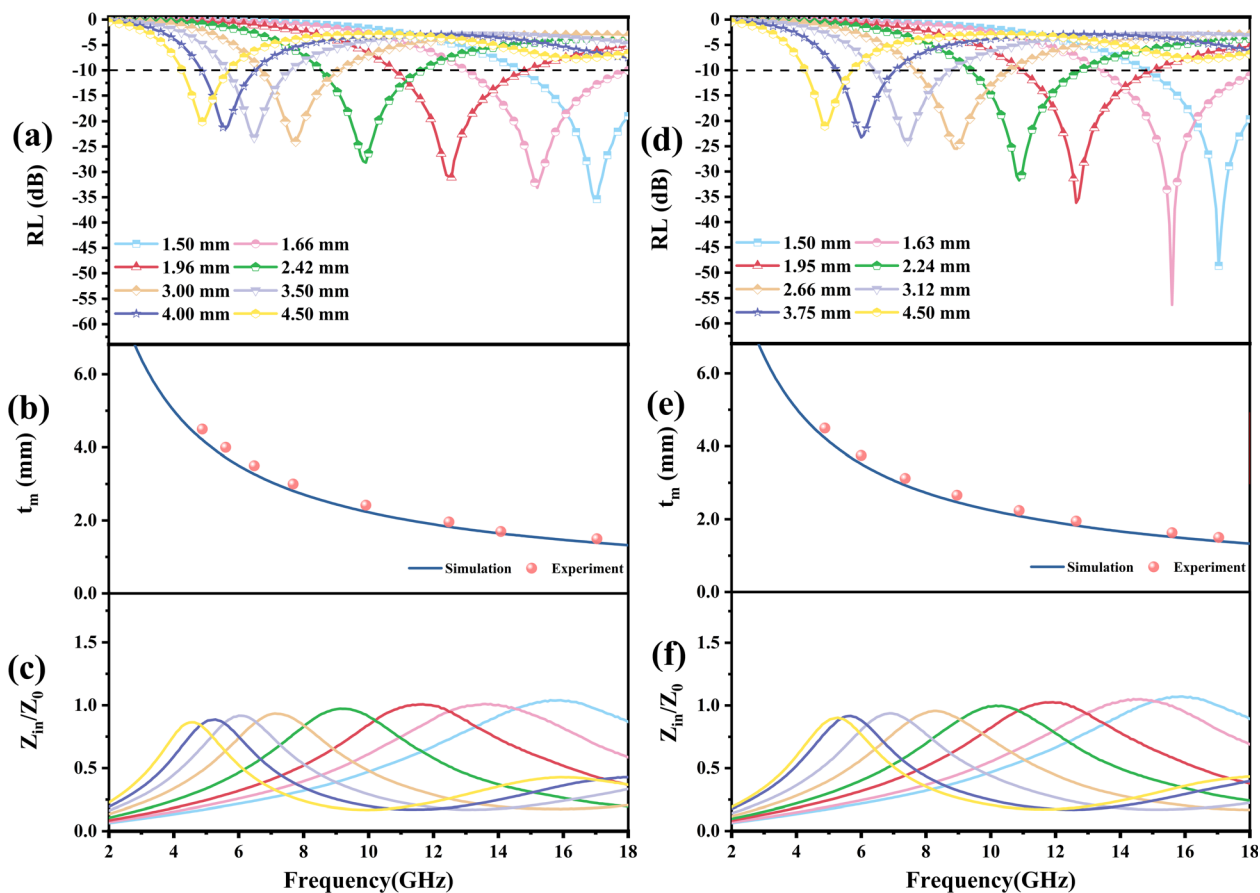 (a)
RL (dB)
0
-5
-10
-15
-20
-25
-30
-35
-40
-45
-50
-55
-60
1.50 mm 1.66 mm
1.96 mm 2.42 mm
3.00 mm 3.50 mm
4.00 mm 4.50 mm
(b)
t_m (mm)
6.0
4.0
2.0
0.0
Simulation Experiment
(c)
Z_in/Z_0
1.5
1.0
0.5
0.0
2 4 6 8 10 12 14 16 18
Frequency(GHz)
(d)
RL (dB)
0
-5
-10
-15
-20
-25
-30
-35
-40
-45
-50
-55
-60
1.50 mm 1.63 mm
1.95 mm 2.24 mm
2.66 mm 3.12 mm
3.75 mm 4.50 mm
(e)
t_m (mm)
6.0
4.0
2.0
0.0
Simulation Experiment
(f)
Z_in/Z_0
1.5
1.0
0.5
0.0
2 4 6 8 10 12 14 16 18
Frequency(GHz)